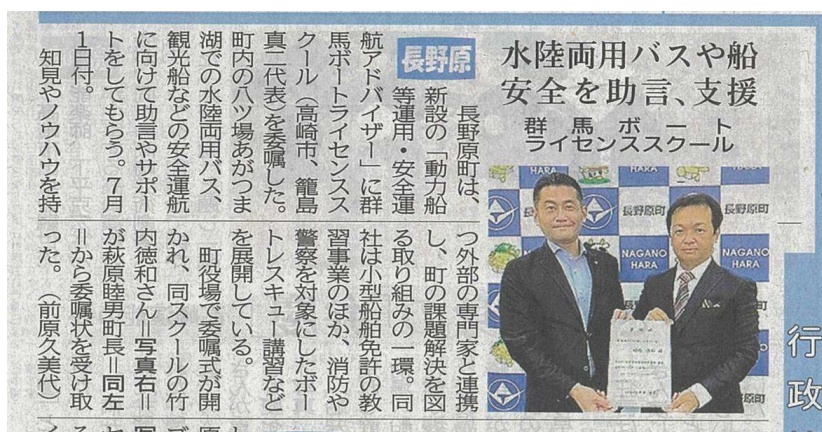 水陸両用バスや船
安全を助言、支援
群馬ボート
ライセンススクール
長野原
長野原町は、
新設の「動力船
等運用・安全運
航アドバイザー」に群
馬ボートライセンスス
クール（高崎市、籠島
真二代表）を委嘱した。
町内の八ツ場あがつま
湖での水陸両用バス、
観光船などの安全運航
に向けて助言やサポー
トをしてもらう。７月
１日付。
知見やノウハウを持
つ外部の専門家と連携
し、町の課題解決を図
る取り組みの一環。同
社は小型船舶免許の教
習事業のほか、消防や
警察を対象にしたボー
トレスキュー講習など
を展開している。
町役場で委嘱式が開
かれ、同スクールの竹
内徳和さん＝写真右＝
が萩原睦男町長＝同左
＝から委嘱状を受け取
った。（前原久美代）
HARA
HARA
長野原町
長野原町
NAGANO
HARA
NAGANO
HARA
原町
行政